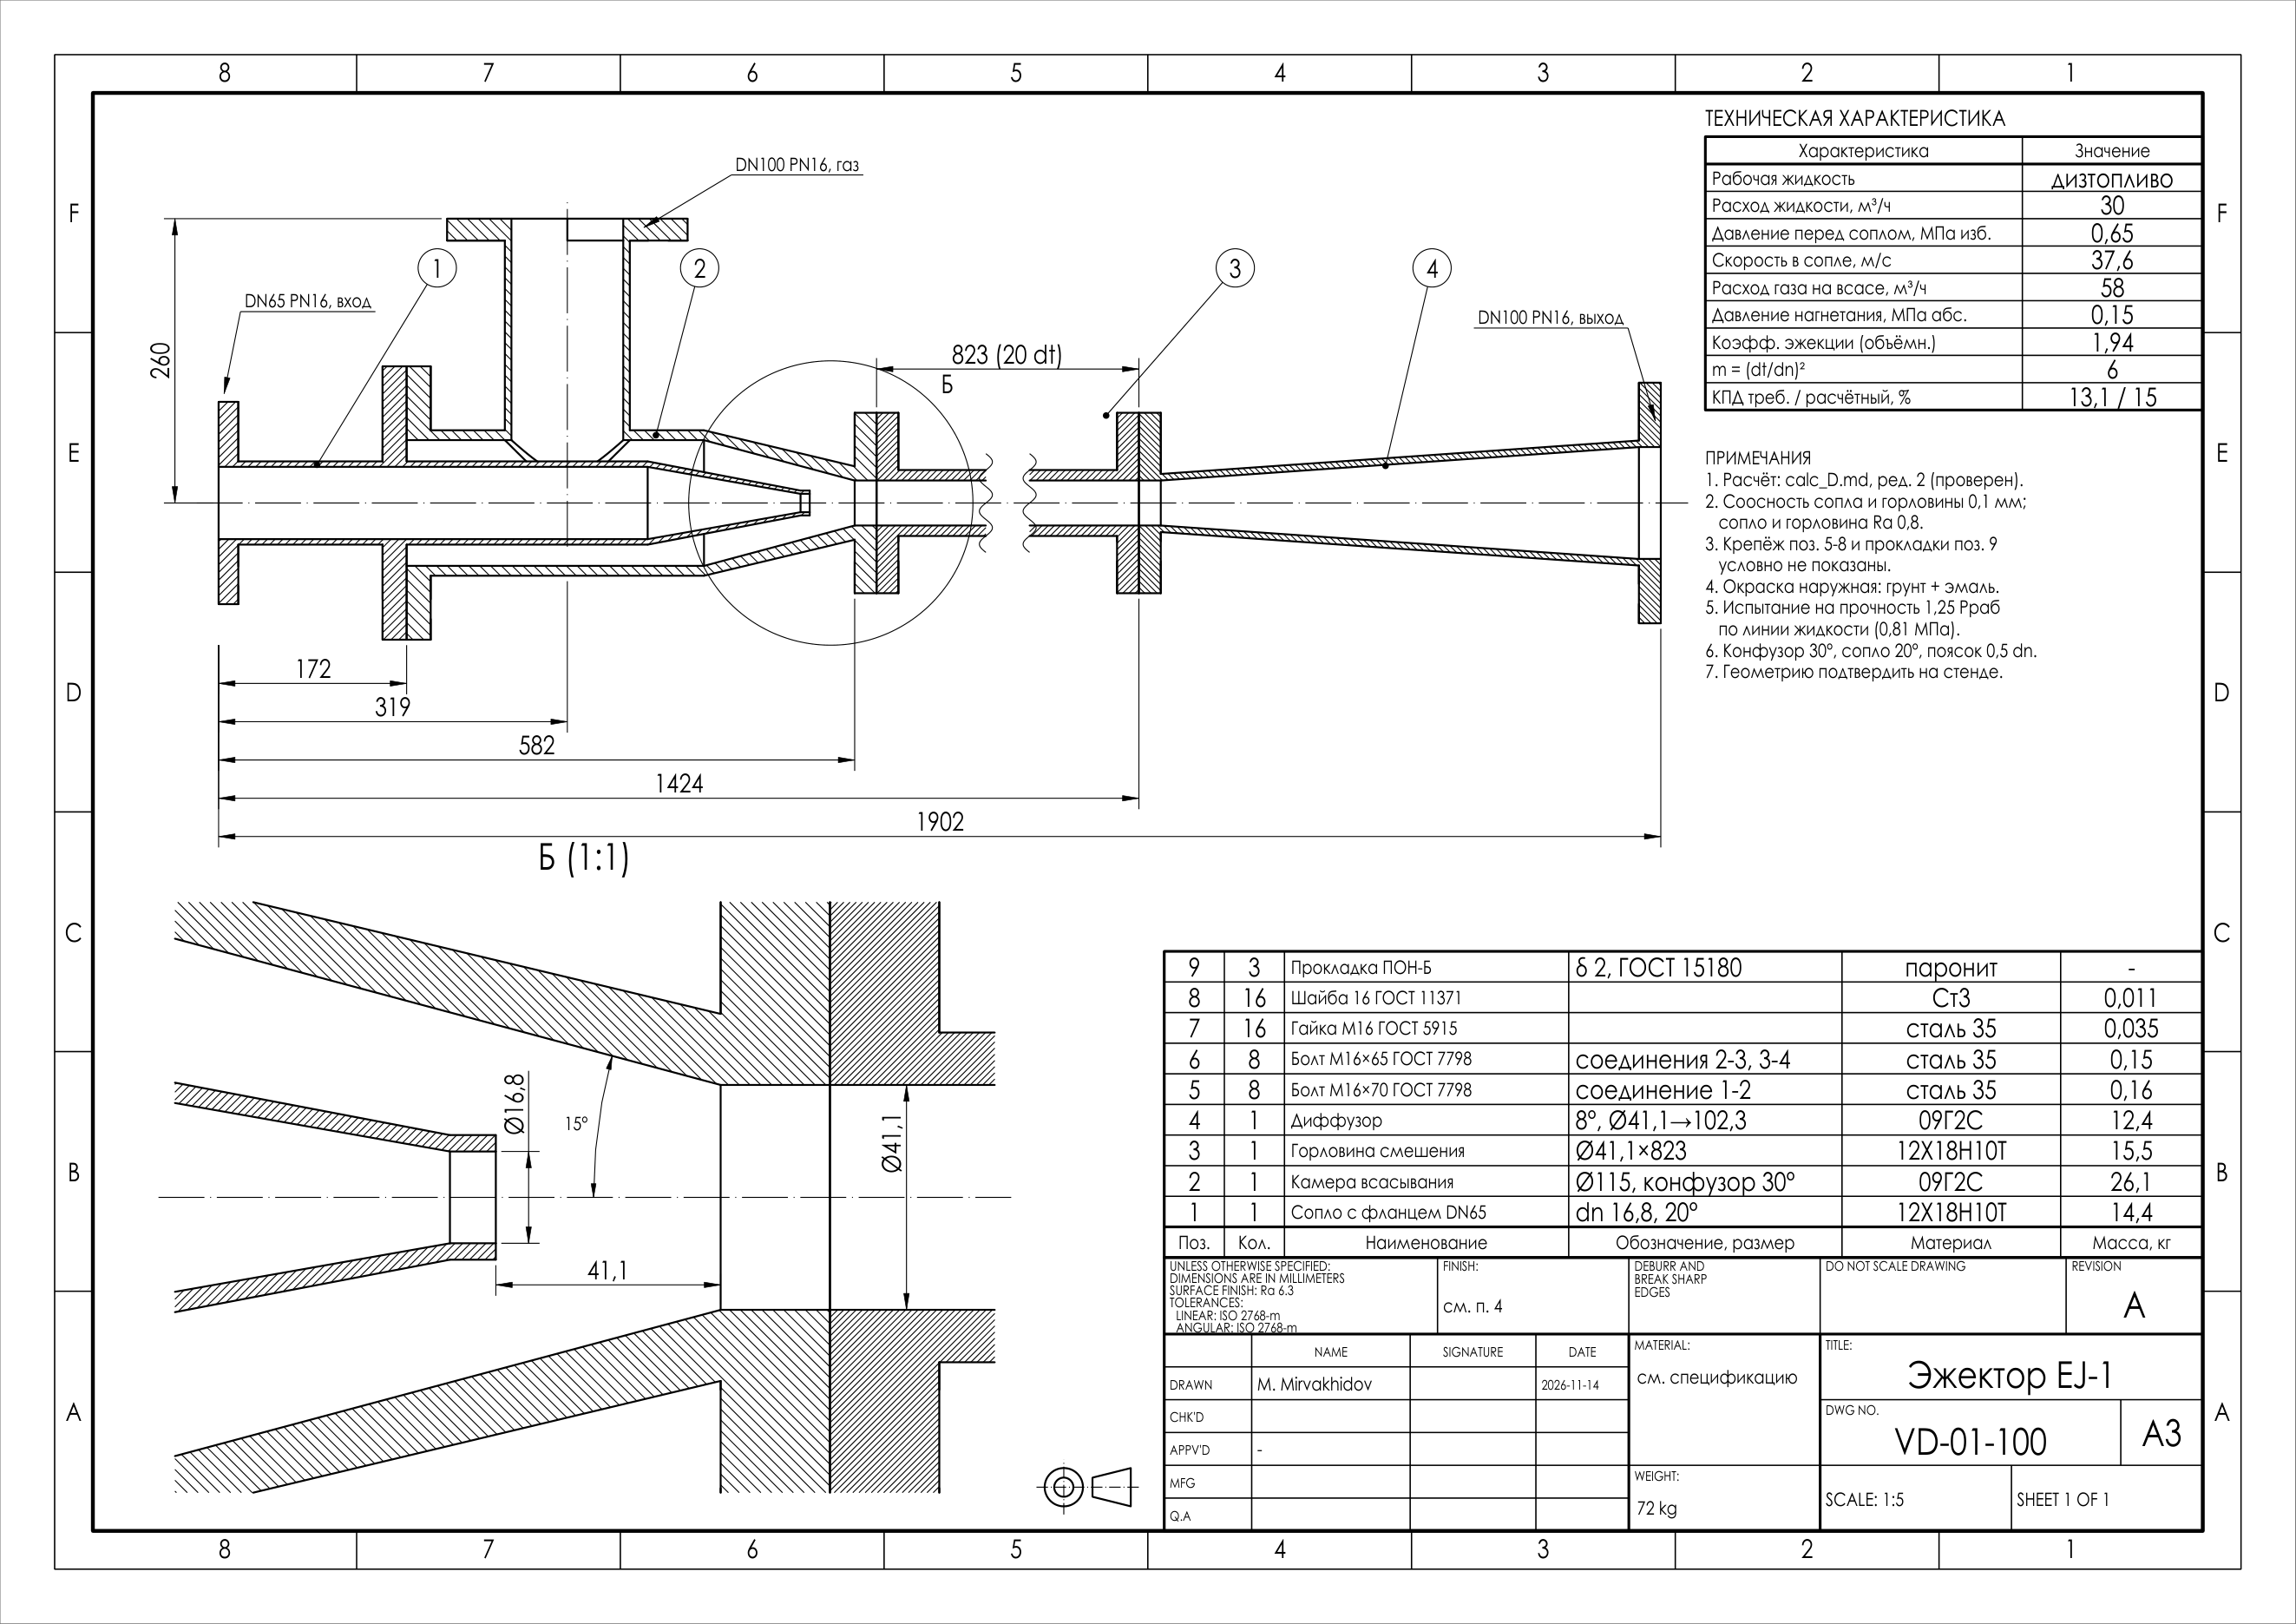 8 7 6 5 4 3 2 1
F
E
D
C
B
A
F
E
D
C
B
A
DN100 PN16, газ
1
2
3
4
DN65 PN16, вход
DN100 PN16, выход
260
823 (20 dt)
Б
172
319
582
1424
1902
ТЕХНИЧЕСКАЯ ХАРАКТЕРИСТИКА
Характеристика Значение
Рабочая жидкость ДИЗТОПЛИВО
Расход жидкости, м³/ч 30
Давление перед соплом, МПа изб. 0,65
Скорость в сопле, м/с 37,6
Расход газа на всасе, м³/ч 58
Давление нагнетания, МПа абс. 0,15
Коэфф. эжекции (объёмн.) 1,94
m = (dt/dn)² 6
КПД треб. / расчётный, % 13,1 / 15
ПРИМЕЧАНИЯ
1. Расчёт: calc_D.md, ред. 2 (проверен).
2. Соосность сопла и горловины 0,1 мм;
сопло и горловина Ra 0,8.
3. Крепёж поз. 5-8 и прокладки поз. 9
условно не показаны.
4. Окраска наружная: грунт + эмаль.
5. Испытание на прочность 1,25 Рраб
по линии жидкости (0,81 МПа).
6. Конфузор 30°, сопло 20°, поясок 0,5 dn.
7. Геометрию подтвердить на стенде.
Б (1:1)
Ø16,8
15°
Ø41,1
41,1
9 3 Прокладка ПОН-Б δ 2, ГОСТ 15180 паронит -
8 16 Шайба 16 ГОСТ 11371 Ст3 0,011
7 16 Гайка М16 ГОСТ 5915 сталь 35 0,035
6 8 Болт М16×65 ГОСТ 7798 соединения 2-3, 3-4 сталь 35 0,15
5 8 Болт М16×70 ГОСТ 7798 соединение 1-2 сталь 35 0,16
4 1 Диффузор 8°, Ø41,1→102,3 09Г2С 12,4
3 1 Горловина смешения Ø41,1×823 12Х18Н10Т 15,5
2 1 Камера всасывания Ø115, конфузор 30° 09Г2С 26,1
1 1 Сопло с фланцем DN65 dn 16,8, 20° 12Х18Н10Т 14,4
Поз. Кол. Наименование Обозначение, размер Материал Масса, кг
UNLESS OTHERWISE SPECIFIED:
DIMENSIONS ARE IN MILLIMETERS
SURFACE FINISH: Ra 6.3
TOLERANCES:
LINEAR: ISO 2768-m
ANGULAR: ISO 2768-m
FINISH:
см. п. 4
DEBURR AND
BREAK SHARP
EDGES
DO NOT SCALE DRAWING
REVISION
A
NAME SIGNATURE DATE
DRAWN M. Mirvakhidov 2026-11-14
CHK'D
APPV'D -
MFG
Q.A
MATERIAL:
см. спецификацию
WEIGHT:
72 kg
TITLE:
Эжектор EJ-1
DWG NO.
VD-01-100
A3
SCALE: 1:5
SHEET 1 OF 1
8 7 6 5 4 3 2 1